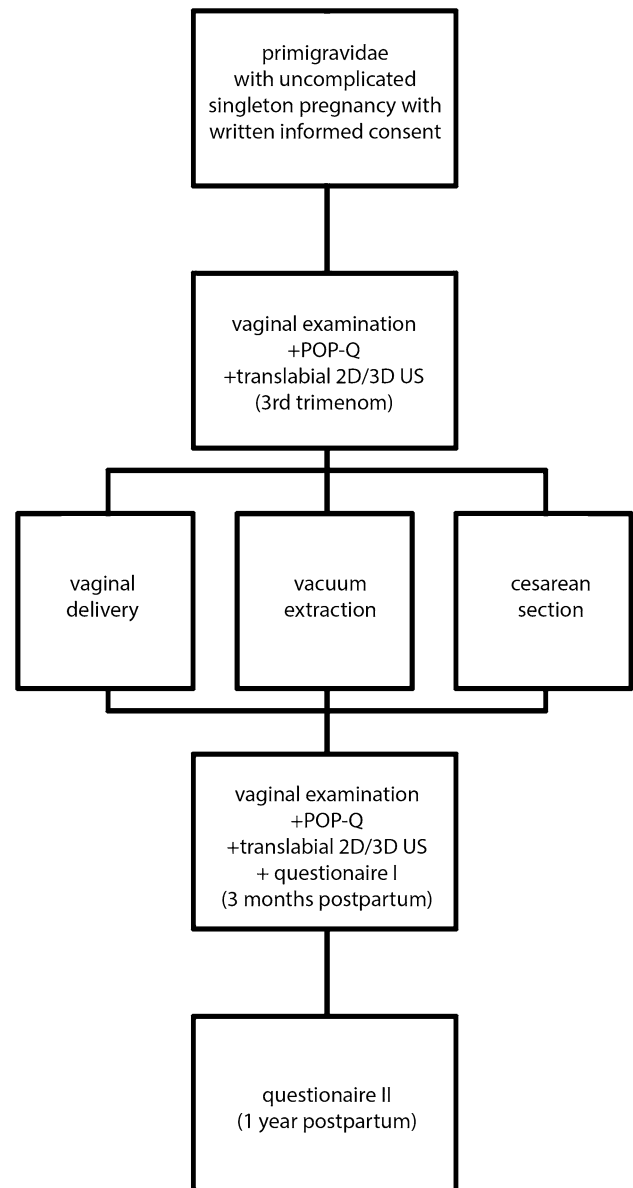 primigravidae
with uncomplicated
singleton pregnancy with
written informed consent
vaginal examination
+POP-Q
+translabial 2D/3D US
(3rd trimenom)
vaginal
delivery
vacuum
extraction
cesarean
section
vaginal examination
+POP-Q
+translabial 2D/3D US
+ questionaire I
(3 months postpartum)
questionaire II
(1 year postpartum)